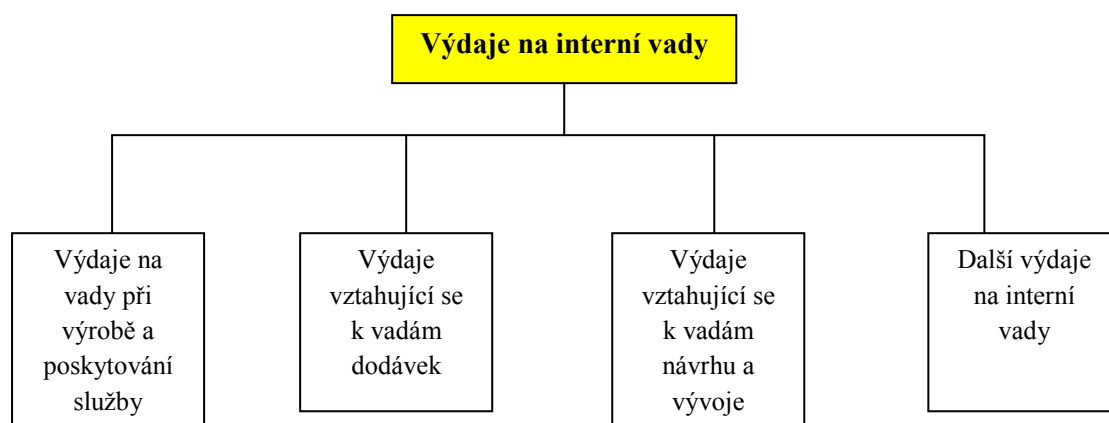 Výdaje na interní vady
Výdaje na
vady při
výrobě a
poskytování
služby
Výdaje
vztahující se
k vadám
dodávek
Výdaje
vztahující se
k vadám
návrhu a
vývoje
Další výdaje
na interní
vady